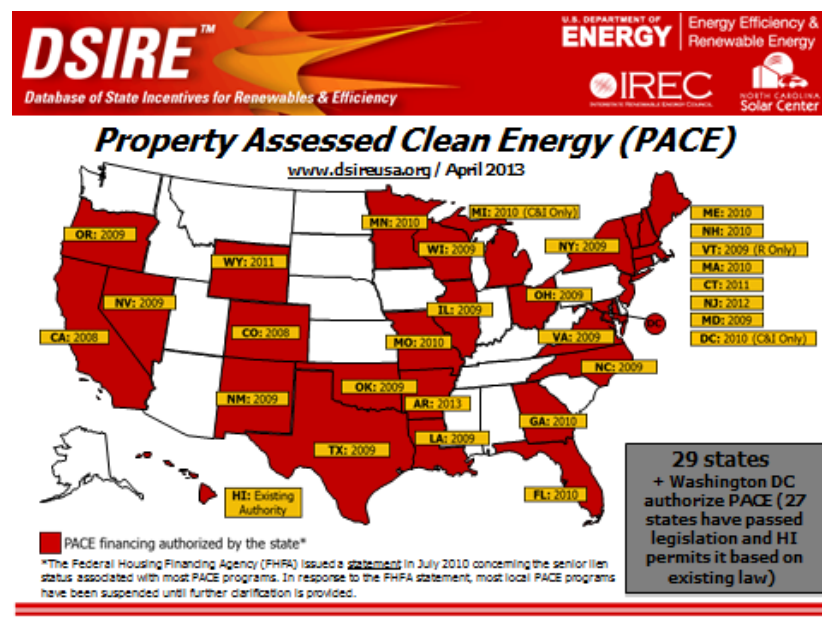 DSIRE™
Database of State Incentives for Renewables & Efficiency
U.S. DEPARTMENT OF
ENERGY
Energy Efficiency &
Renewable Energy
IREC
INTERSTATE RENEWABLE ENERGY COUNCIL
NORTH CAROLINA
Solar Center
Property Assessed Clean Energy (PACE)
www.dsireusa.org / April 2013
MN: 2010
MI: 2010 (C&I Only)
OR: 2009
WI: 2009
NY: 2009
WY: 2011
NV: 2009
OH: 2009
IL: 2009
CA: 2008
CO: 2008
MO: 2010
VA: 2009
DC
NC: 2009
OK: 2009
NM: 2009
AR: 2013
GA: 2010
LA: 2009
TX: 2009
FL: 2010
HI: Existing
Authority
ME: 2010
NH: 2010
VT: 2009 (R Only)
MA: 2010
CT: 2011
NJ: 2012
MD: 2009
DC: 2010 (C&I Only)
29 states
+ Washington DC
authorize PACE (27
states have passed
legislation and HI
permits it based on
existing law)
PACE financing authorized by the state*
*The Federal Housing Financing Agency (FHFA) issued a statement in July 2010 concerning the senior lien
status associated with most PACE programs. In response to the FHFA statement, most local PACE programs
have been suspended until further clarification is provided.